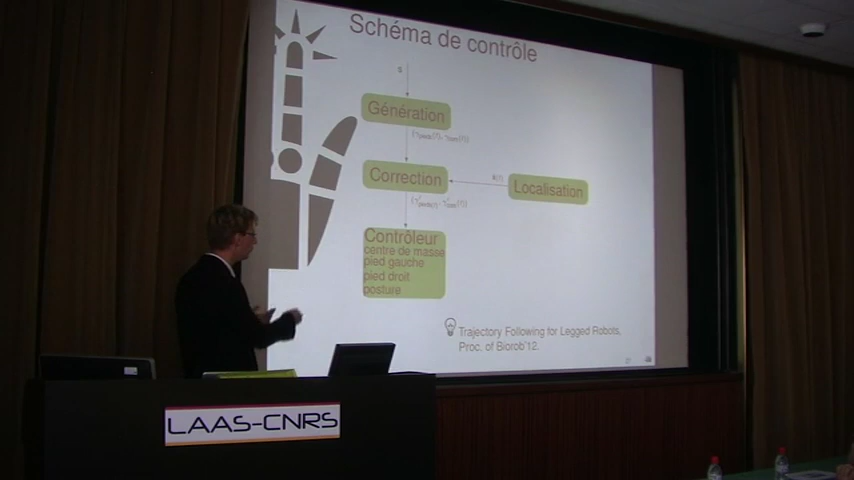 Schéma de contrôle
s
Génération
Correction
Localisation
Contrôleur
centre de masse
pied gauche
pied droit
posture
Trajectory Following for Legged Robots,
Proc. of Biorob'12.
LAAS-CNRS